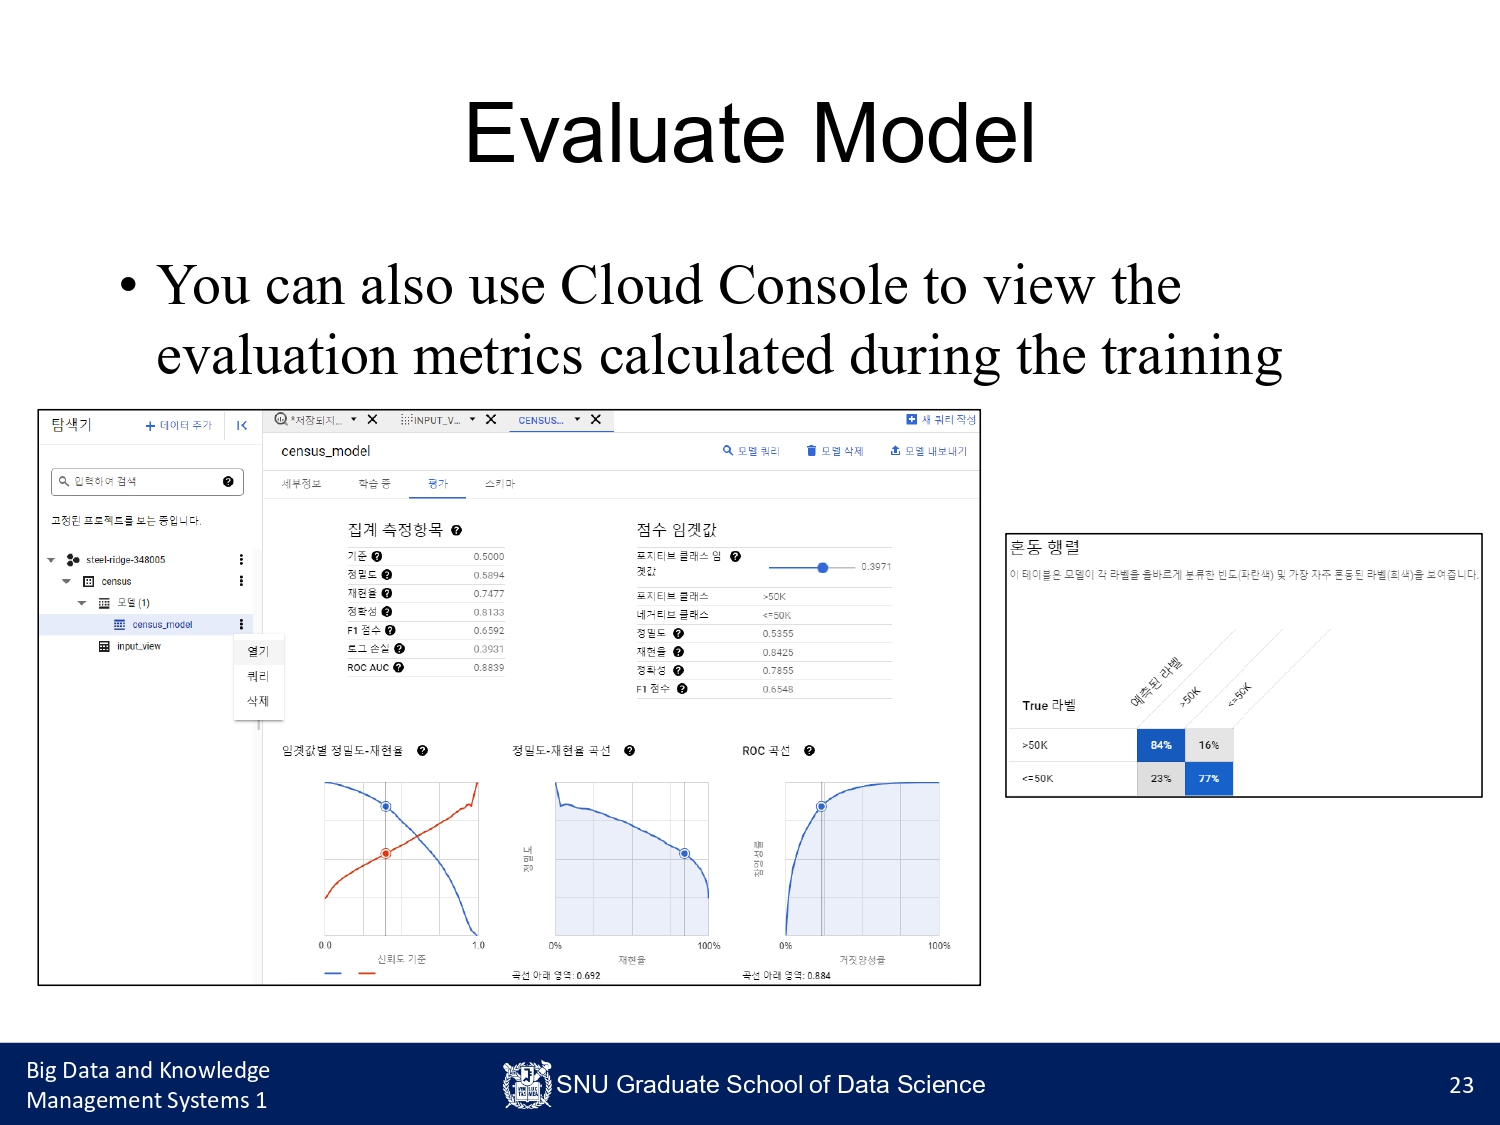 Evaluate Model
• You can also use Cloud Console to view the
evaluation metrics calculated during the training
탐색기
+ 데이터 추가
입력하여 검색
고정된 프로젝트를 보는 중입니다.
steel-ridge-348005
census
모델 (1)
census_model
input_view
열기
쿼리
삭제
*저장되지...
INPUT_V...
CENSUS...
새 쿼리 작성
census_model
모델 쿼리
모델 삭제
모델 내보내기
세부정보
학습 중
평가
스키마
집계 측정항목
기준 0.5000
정밀도 0.5894
재현율 0.7477
정확성 0.8133
F1 점수 0.6592
로그 손실 0.3931
ROC AUC 0.8839
점수 임곗값
포지티브 클래스 임
곗값
0.3971
포지티브 클래스 >50K
네거티브 클래스 <=50K
정밀도 0.5355
재현율 0.8425
정확성 0.7855
F1 점수 0.6548
임곗값별 정밀도-재현율
0.0
1.0
신뢰도 기준
정밀도-재현율 곡선
정밀도
0%
100%
재현율
곡선 아래 영역: 0.692
ROC 곡선
참양성률
0%
100%
거짓양성률
곡선 아래 영역: 0.884
혼동 행렬
이 테이블은 모델이 각 라벨을 올바르게 분류한 빈도(파란색) 및 가장 자주 혼동된 라벨(회색)을 보여줍니다.
True 라벨
예측된 라벨
>50K
<=50K
>50K 84% 16%
<=50K 23% 77%
Big Data and Knowledge
Management Systems 1
SNU Graduate School of Data Science
23